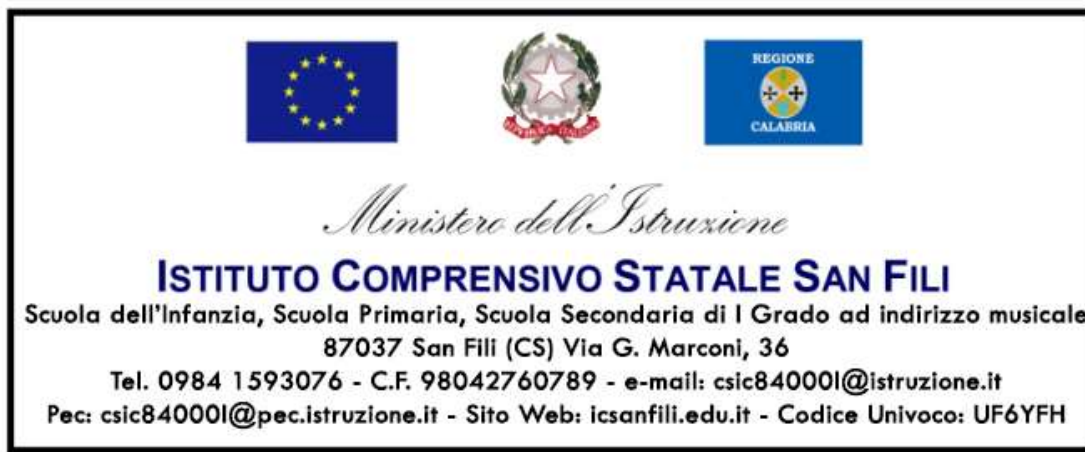 REGIONE
CALABRIA
REPVBBLICA ITALIANA
Ministero dell'Istruzione
ISTITUTO COMPRENSIVO STATALE SAN FILI
Scuola dell'Infanzia, Scuola Primaria, Scuola Secondaria di I Grado ad indirizzo musicale
87037 San Fili (CS) Via G. Marconi, 36
Tel. 0984 1593076 - C.F. 98042760789 - e-mail: csic84000l@istruzione.it
Pec: csic84000l@pec.istruzione.it - Sito Web: icsanfili.edu.it - Codice Univoco: UF6YFH